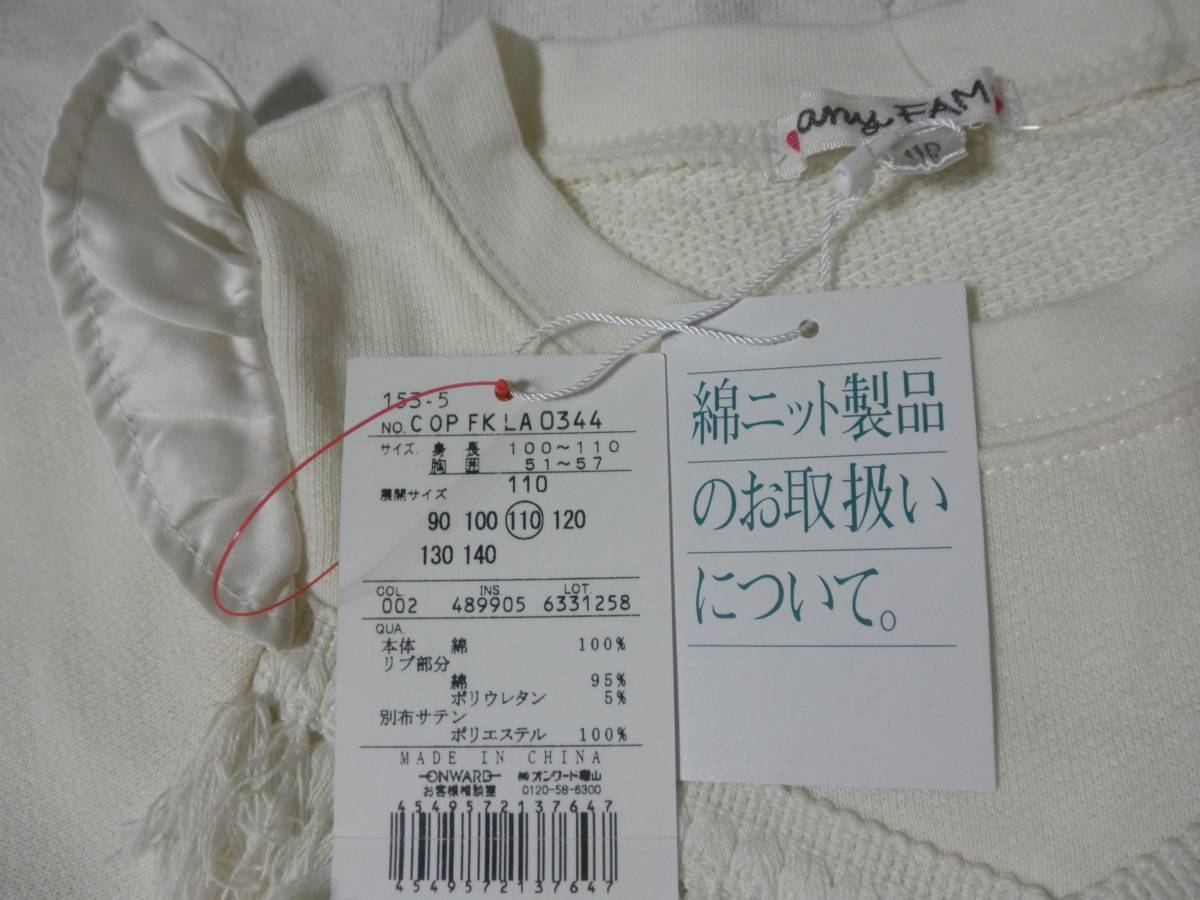 any FAM
110
153-5
NO. COPFKLA0344
サイズ. 身長 100～110
胸囲 51～57
110
展開サイズ
90 100 110 120
130 140
COL. INS LOT.
002 489905 6331258
QUA.
本体 綿 100%
リブ部分
綿 95%
ポリウレタン 5%
別布サテン
ポリエステル 100%
MADE IN CHINA
ONWARD ㈱オンワード樫山
お客様相談室 0120-58-6300
4549572137647
4549572137647
綿ニット製品
のお取扱い
について。